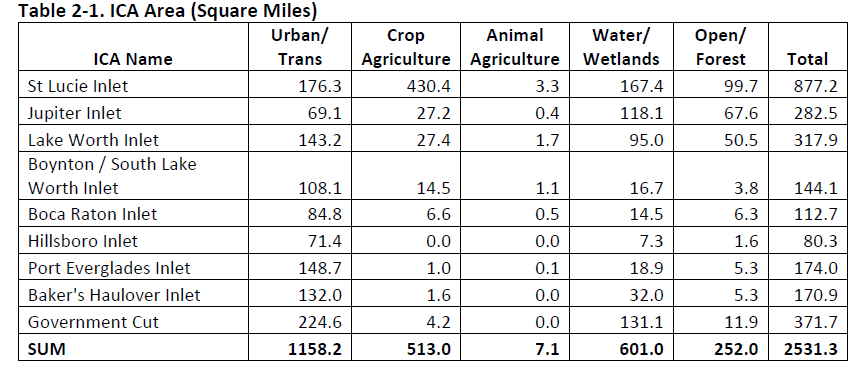 Table 2-1. ICA Area (Square Miles)
Urban/ Crop Animal Water/ Open/
ICA Name Trans Agriculture Agriculture Wetlands Forest Total
St Lucie Inlet 176.3 430.4 3.3 167.4 99.7 877.2
Jupiter Inlet 69.1 27.2 0.4 118.1 67.6 282.5
Lake Worth Inlet 143.2 27.4 1.7 95.0 50.5 317.9
Boynton / South Lake
Worth Inlet 108.1 14.5 1.1 16.7 3.8 144.1
Boca Raton Inlet 84.8 6.6 0.5 14.5 6.3 112.7
Hillsboro Inlet 71.4 0.0 0.0 7.3 1.6 80.3
Port Everglades Inlet 148.7 1.0 0.1 18.9 5.3 174.0
Baker's Haulover Inlet 132.0 1.6 0.0 32.0 5.3 170.9
Government Cut 224.6 4.2 0.0 131.1 11.9 371.7
SUM 1158.2 513.0 7.1 601.0 252.0 2531.3